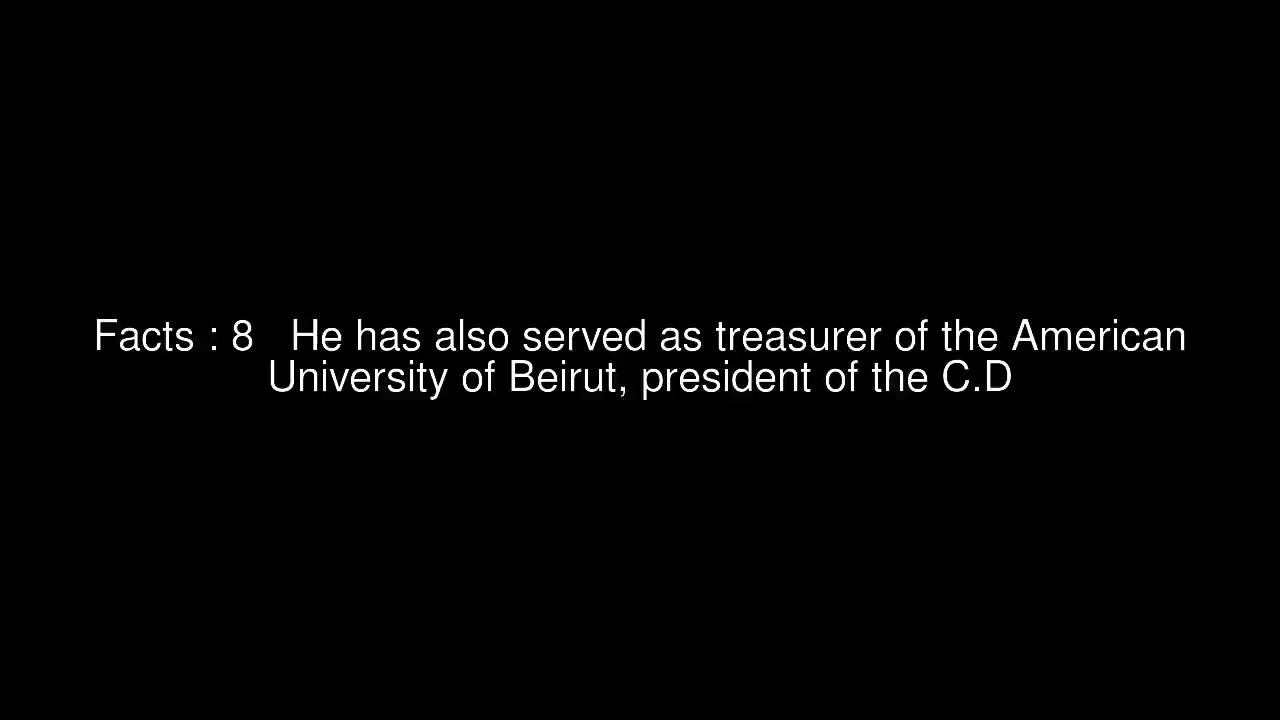 Facts : 8   He has also served as treasurer of the American
University of Beirut, president of the C.D